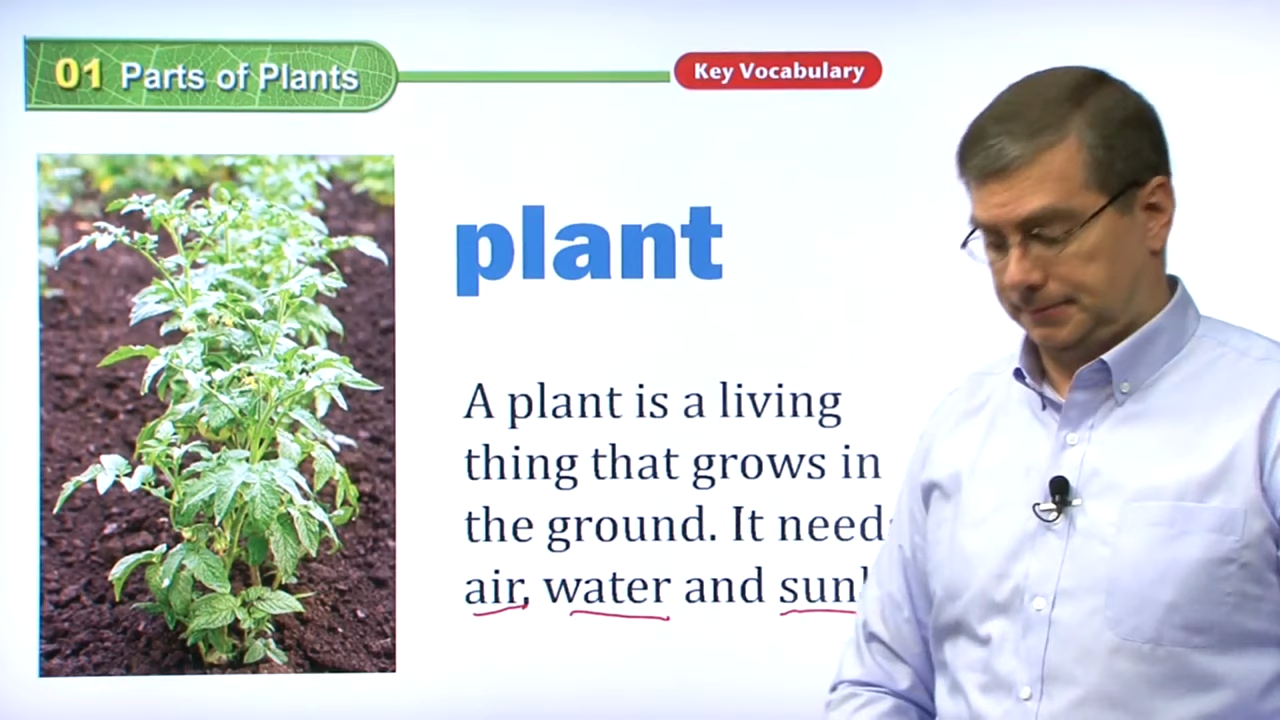 01 Parts of Plants
Key Vocabulary
plant
A plant is a living
thing that grows in
the ground. It need
air, water and